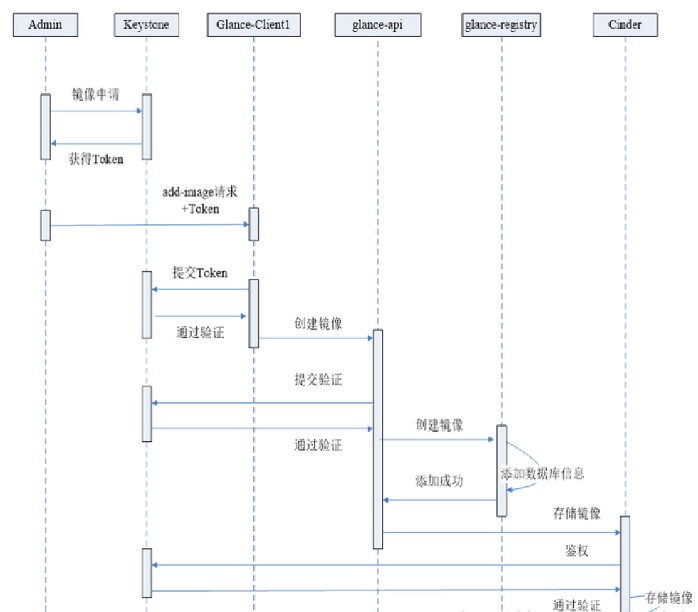 Admin
Keystone
Glance-Client1
glance-api
glance-registry
Cinder
镜像申请
获得Token
add-image请求
+Token
提交Token
通过验证
创建镜像
提交验证
通过验证
创建镜像
添加数据库信息
添加成功
存储镜像
鉴权
存储镜像
通过验证